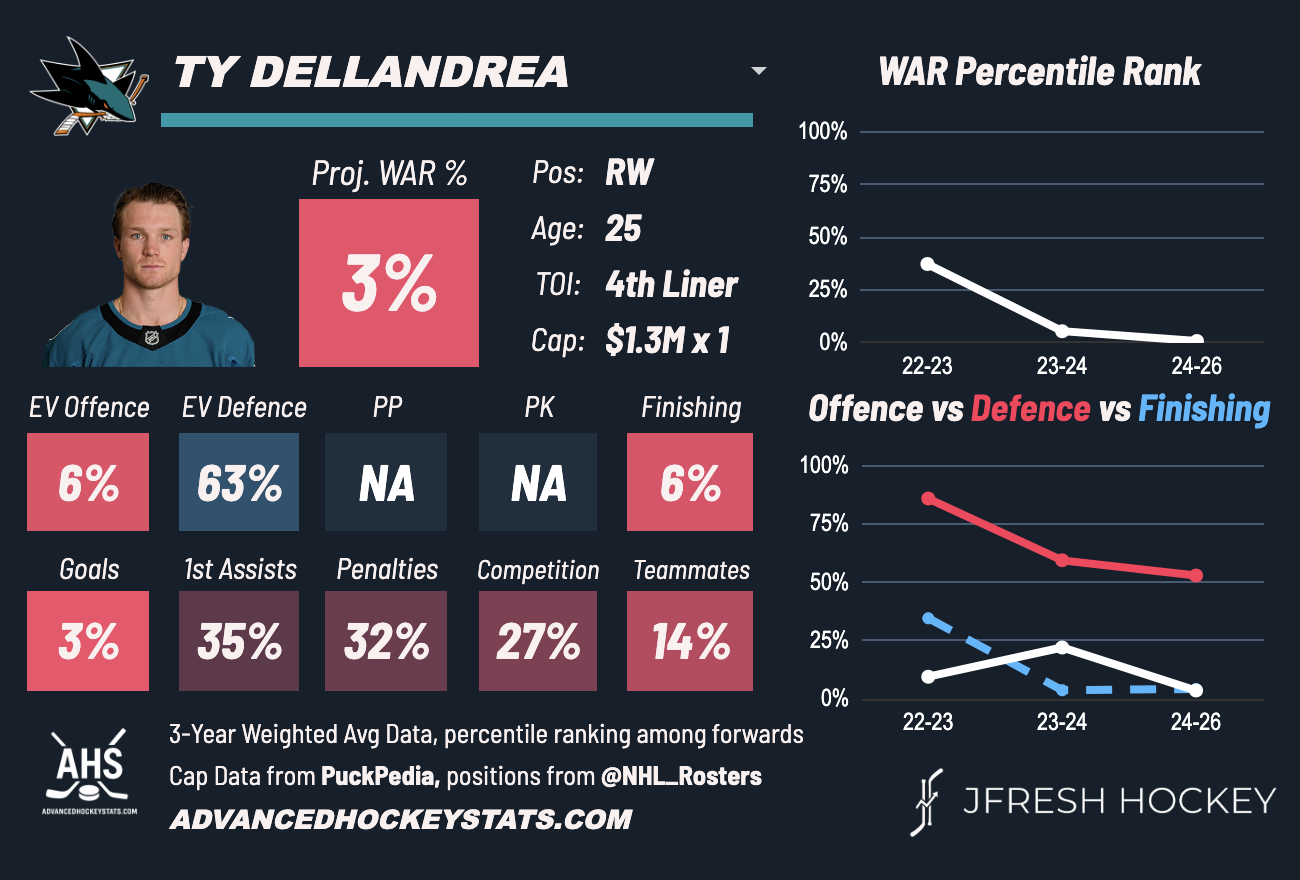 TY DELLANDREA
Proj. WAR %
3%
Pos: RW
Age: 25
TOI: 4th Liner
Cap: $1.3M x 1
EV Offence EV Defence PP PK Finishing
6% 63% NA NA 6%
Goals 1st Assists Penalties Competition Teammates
3% 35% 32% 27% 14%
WAR Percentile Rank
100%
75%
50%
25%
0%
22-23 23-24 24-26
Offence vs Defence vs Finishing
100%
75%
50%
25%
0%
22-23 23-24 24-26
AHS
ADVANCEDHOCKEYSTATS.COM
3-Year Weighted Avg Data, percentile ranking among forwards
Cap Data from PuckPedia, positions from @NHL_Rosters
ADVANCEDHOCKEYSTATS.COM
JFRESH HOCKEY